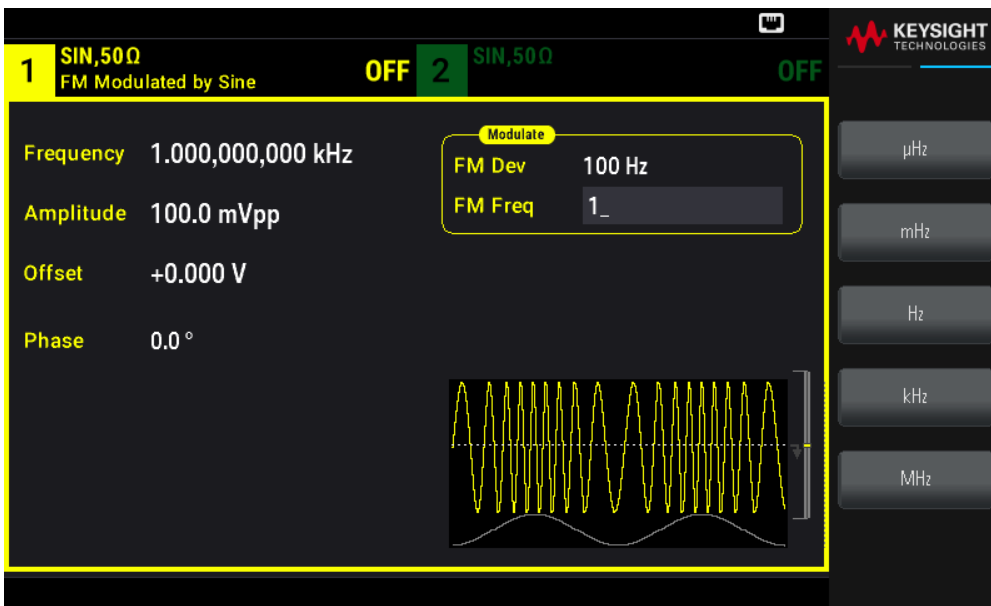 KEYSIGHT
TECHNOLOGIES
1
SIN,50Ω
FM Modulated by Sine
OFF
2
SIN,50Ω
OFF
Frequency 1.000,000,000 kHz
Amplitude 100.0 mVpp
Offset +0.000 V
Phase 0.0 °
Modulate
FM Dev 100 Hz
FM Freq 1_
µHz
mHz
Hz
kHz
MHz